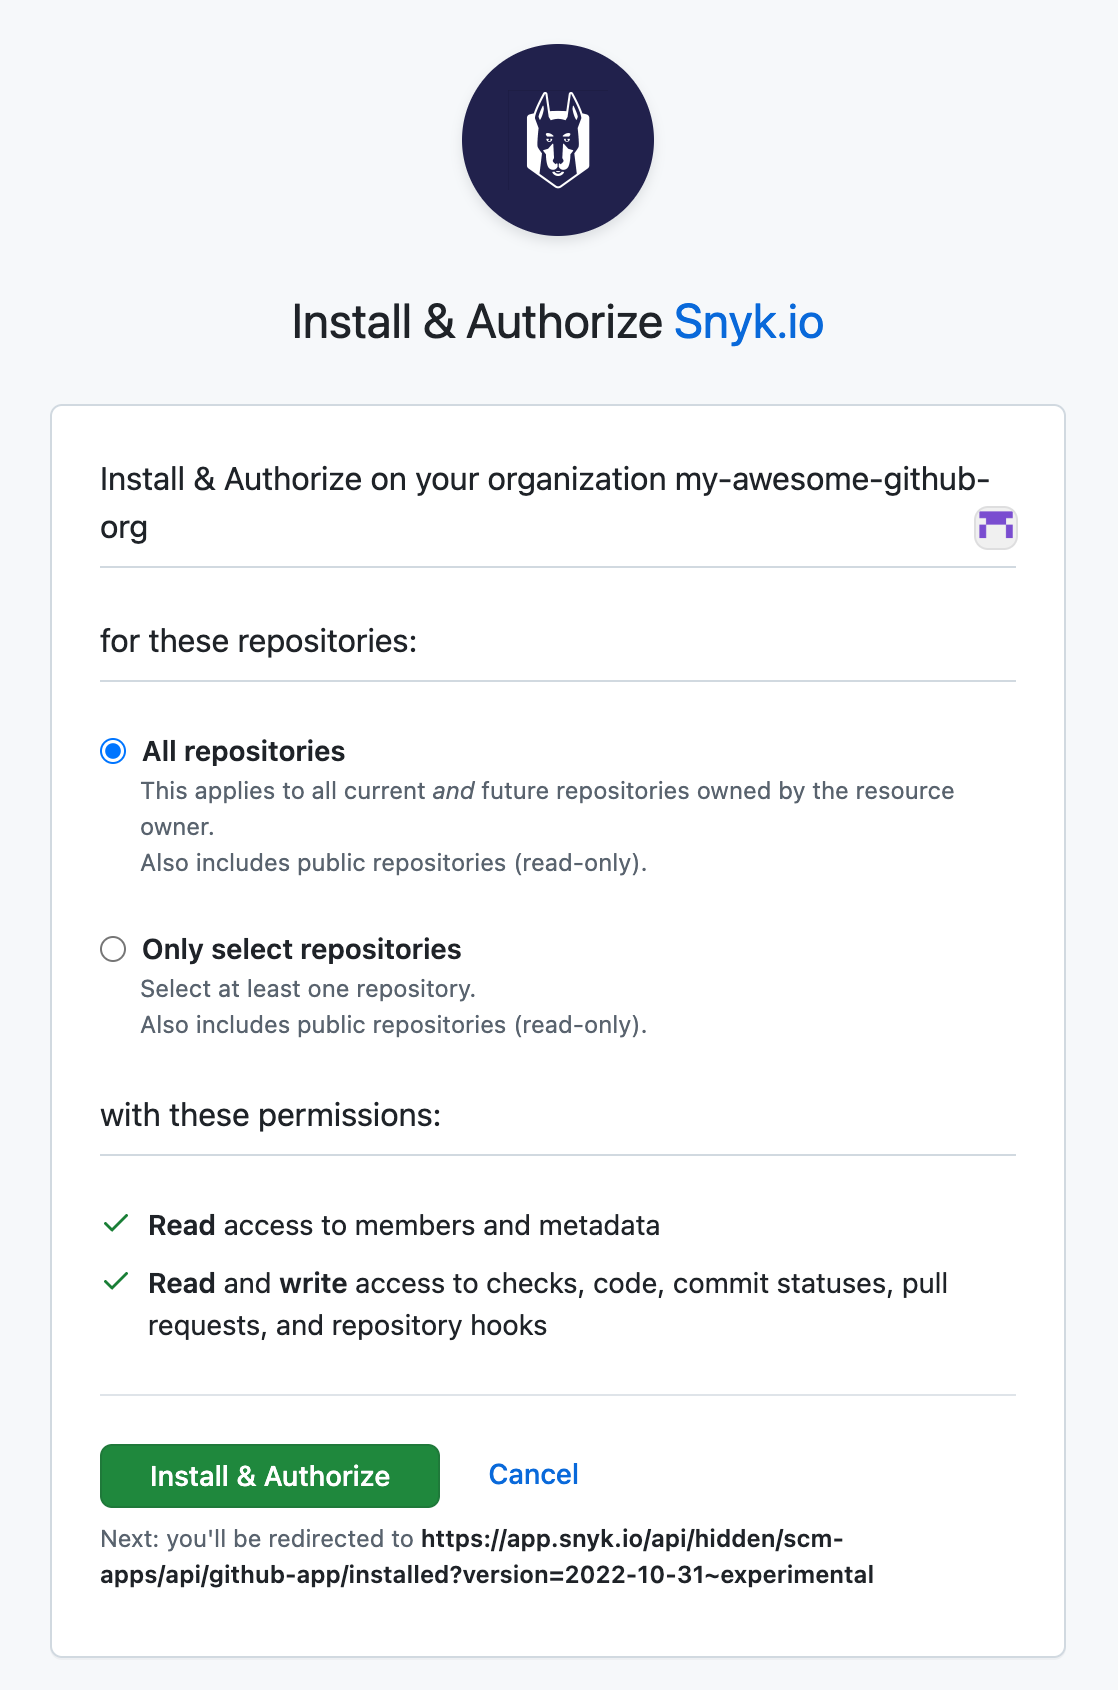 Install & Authorize Snyk.io
Install & Authorize on your organization my-awesome-github-
org
for these repositories:
All repositories
This applies to all current and future repositories owned by the resource
owner.
Also includes public repositories (read-only).
Only select repositories
Select at least one repository.
Also includes public repositories (read-only).
with these permissions:
Read access to members and metadata
Read and write access to checks, code, commit statuses, pull
requests, and repository hooks
Install & Authorize Cancel
Next: you'll be redirected to https://app.snyk.io/api/hidden/scm-
apps/api/github-app/installed?version=2022-10-31~experimental